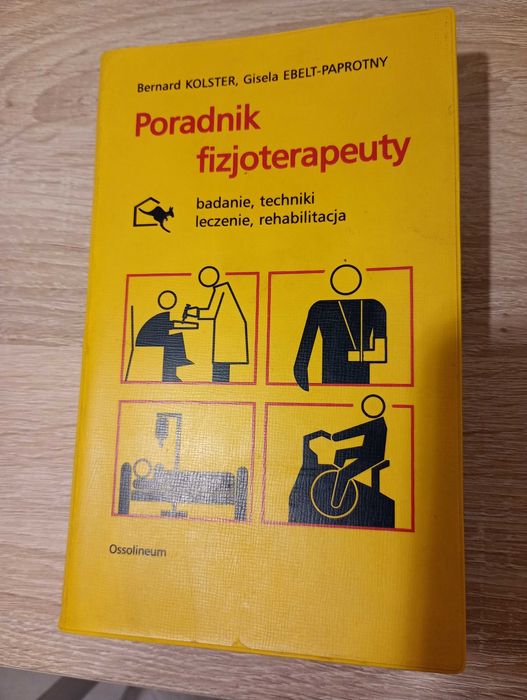 Bernard KOLSTER, Gisela EBELT-PAPROTNY
Poradnik
fizjoterapeuty
badanie, techniki
leczenie, rehabilitacja
Ossolineum